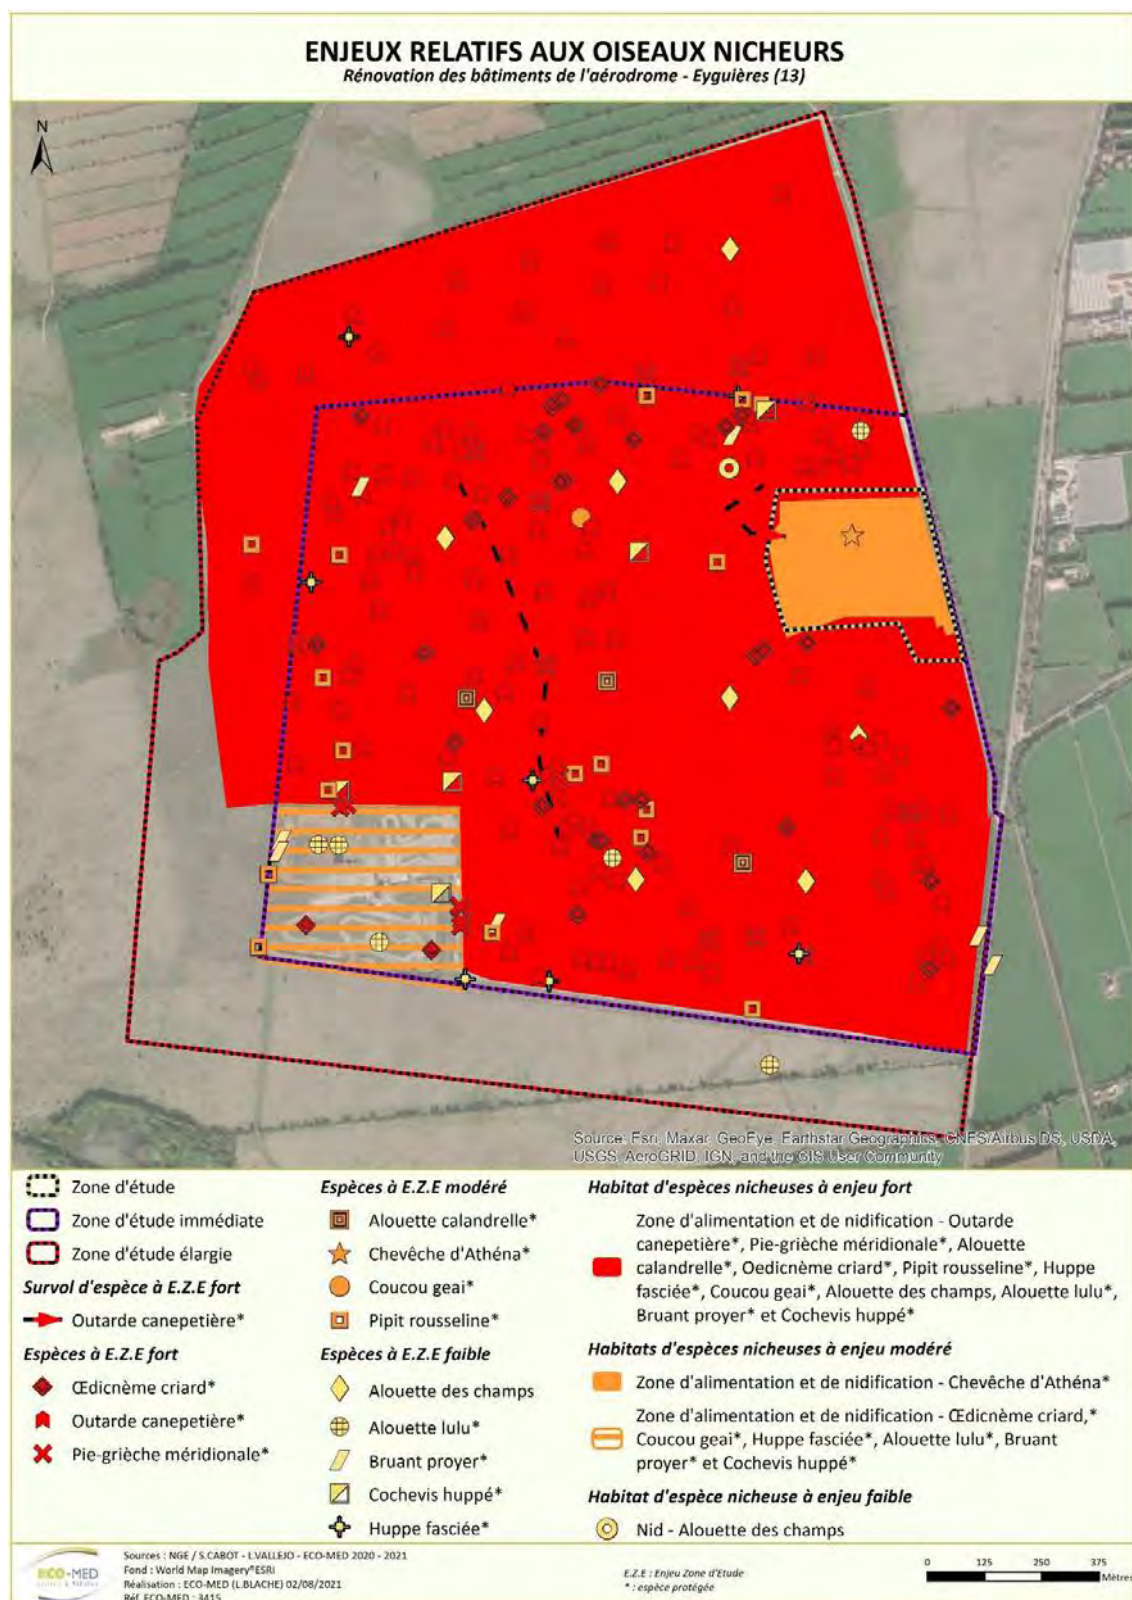 ENJEUX RELATIFS AUX OISEAUX NICHEURS
Rénovation des bâtiments de l'aérodrome - Eyguières (13)
N
Source: Esri, Maxar, GeoEye, Earthstar Geographics, CNES/Airbus DS, USDA,
USGS, AeroGRID, IGN, and the GIS User Community
Zone d'étude
Zone d'étude immédiate
Zone d'étude élargie
Survol d'espèce à E.Z.E fort
Outarde canepetière*
Espèces à E.Z.E fort
Œdicnème criard*
Outarde canepetière*
Pie-grièche méridionale*
Espèces à E.Z.E modéré
Alouette calandrelle*
Chevêche d'Athéna*
Coucou geai*
Pipit rousseline*
Espèces à E.Z.E faible
Alouette des champs
Alouette lulu*
Bruant proyer*
Cochevis huppé*
Huppe fasciée*
Habitat d'espèces nicheuses à enjeu fort
Zone d'alimentation et de nidification - Outarde
canepetière*, Pie-grièche méridionale*, Alouette
calandrelle*, Oedicnème criard*, Pipit rousseline*, Huppe
fasciée*, Coucou geai*, Alouette des champs, Alouette lulu*,
Bruant proyer* et Cochevis huppé*
Habitats d'espèces nicheuses à enjeu modéré
Zone d'alimentation et de nidification - Chevêche d'Athéna*
Zone d'alimentation et de nidification - Œdicnème criard,*
Coucou geai*, Huppe fasciée*, Alouette lulu*, Bruant
proyer* et Cochevis huppé*
Habitat d'espèce nicheuse à enjeu faible
Nid - Alouette des champs
ECO-MED
Sources : NGE / S.CABOT - L.VALLEJO - ECO-MED 2020 - 2021
Fond : World Map Imagery®ESRI
Réalisation : ECO-MED (L.BLACHE) 02/08/2021
Réf. ECO-MED : 3415
E.Z.E : Enjeu Zone d'Etude
* : espèce protégée
0 125 250 375
Mètres